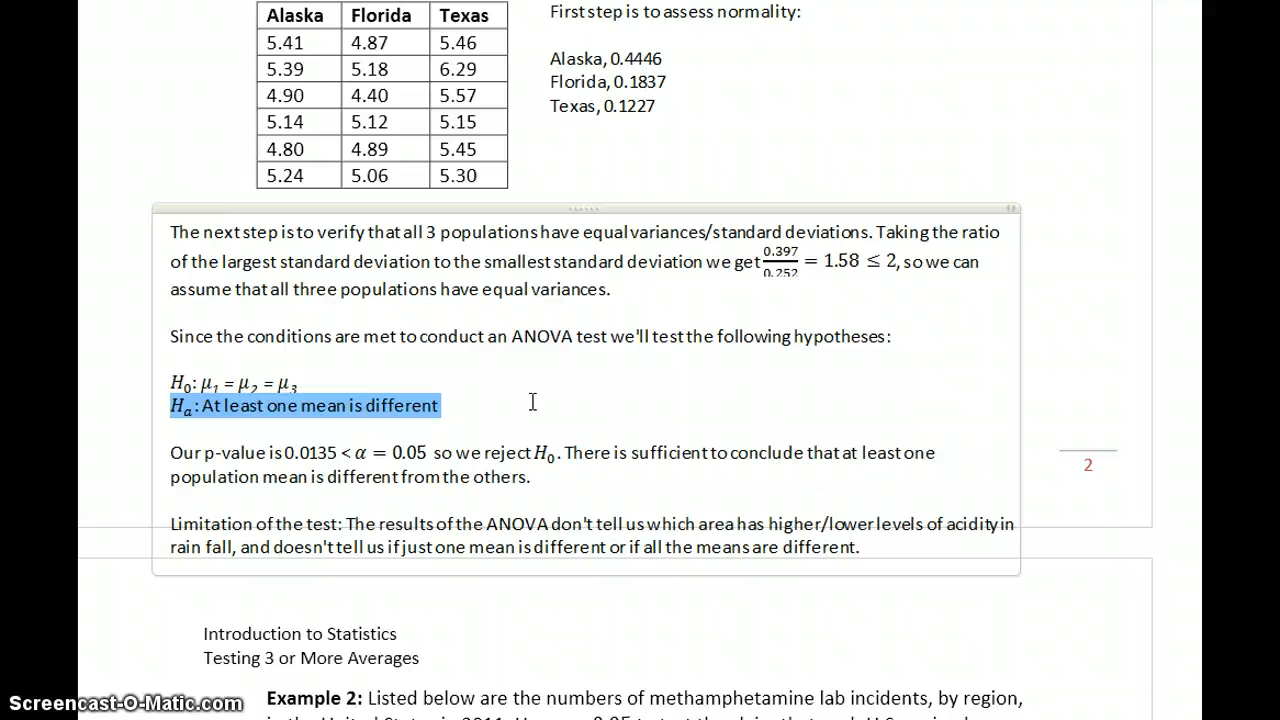 Alaska Florida Texas
5.41 4.87 5.46
5.39 5.18 6.29
4.90 4.40 5.57
5.14 5.12 5.15
4.80 4.89 5.45
5.24 5.06 5.30
First step is to assess normality:
Alaska, 0.4446
Florida, 0.1837
Texas, 0.1227
The next step is to verify that all 3 populations have equal variances/standard deviations. Taking the ratio
of the largest standard deviation to the smallest standard deviation we get 0.397/0.252 = 1.58 ≤ 2, so we can
assume that all three populations have equal variances.
Since the conditions are met to conduct an ANOVA test we'll test the following hypotheses:
H₀: μ₁ = μ₂ = μ₃
Hₐ: At least one mean is different
Our p-value is 0.0135 < α = 0.05 so we reject H₀. There is sufficient to conclude that at least one
population mean is different from the others.
2
Limitation of the test: The results of the ANOVA don't tell us which area has higher/lower levels of acidity in
rain fall, and doesn't tell us if just one mean is different or if all the means are different.
Introduction to Statistics
Testing 3 or More Averages
Example 2: Listed below are the numbers of methamphetamine lab incidents, by region,
Screencast-O-Matic.com